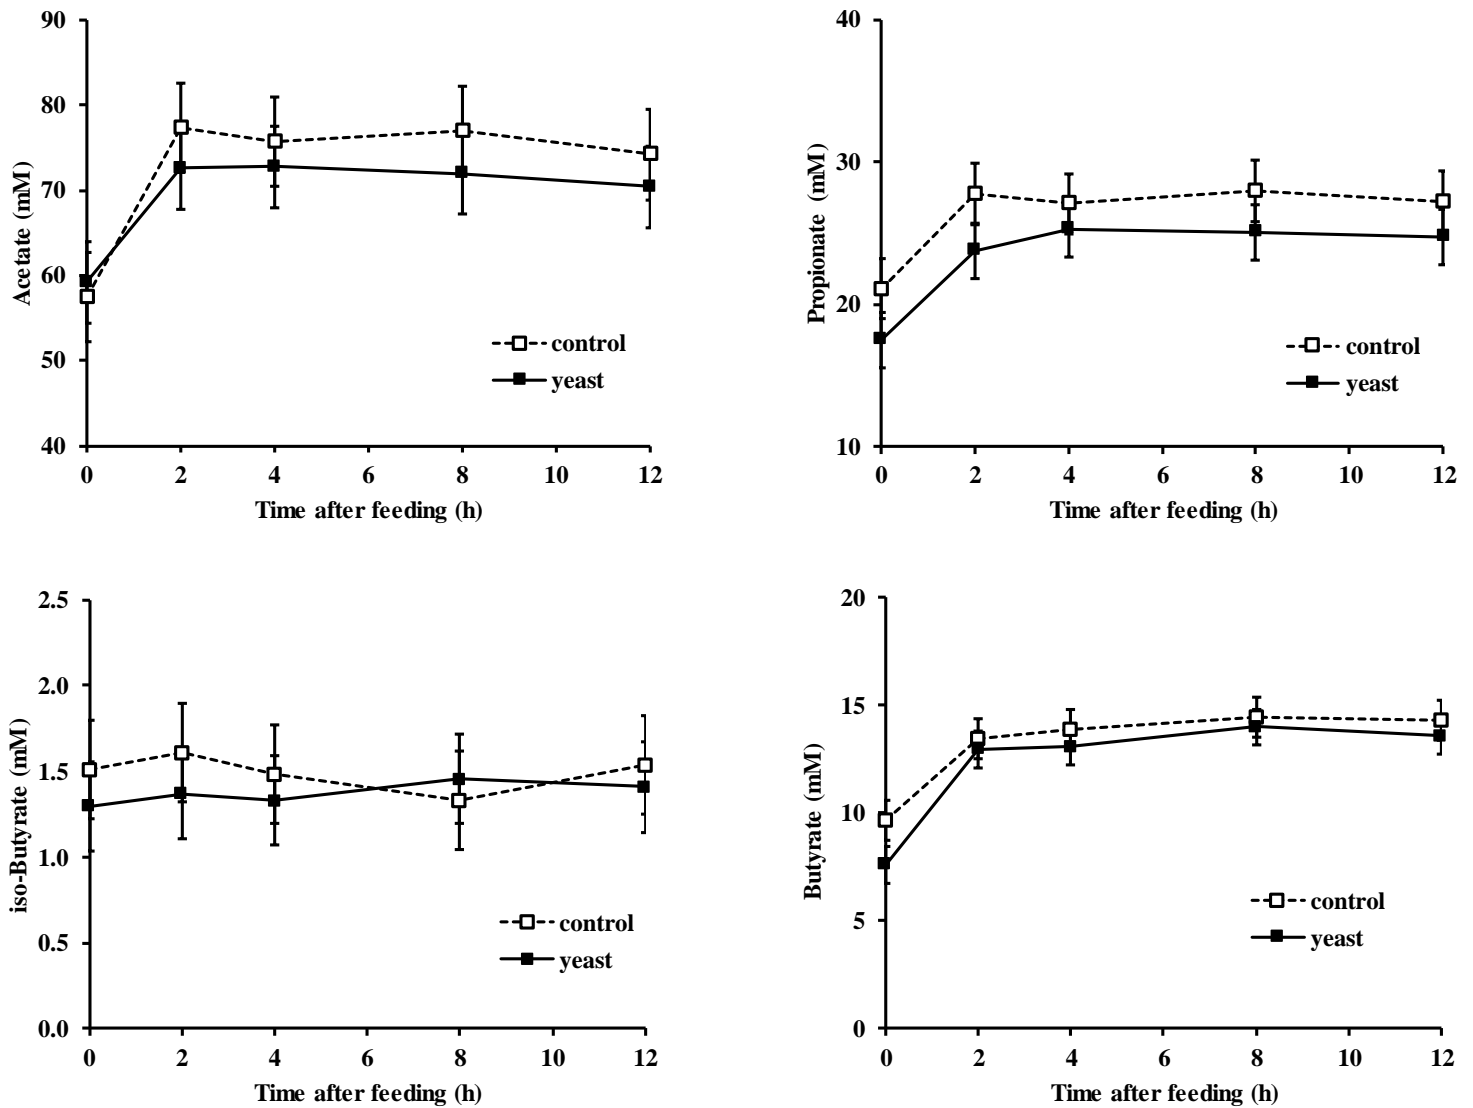 90
80
70
60
50
40
Acetate (mM)
control
yeast
0 2 4 6 8 10 12
Time after feeding (h)
40
30
20
10
Propionate (mM)
control
yeast
0 2 4 6 8 10 12
Time after feeding (h)
2.5
2.0
1.5
1.0
0.5
0.0
iso-Butyrate (mM)
control
yeast
0 2 4 6 8 10 12
Time after feeding (h)
20
15
10
5
0
Butyrate (mM)
control
yeast
0 2 4 6 8 10 12
Time after feeding (h)